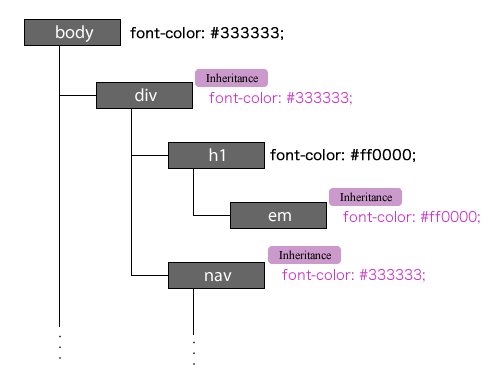 body font-color: #333333;
Inheritance
div font-color: #333333;
h1 font-color: #ff0000;
Inheritance
em font-color: #ff0000;
Inheritance
nav font-color: #333333;